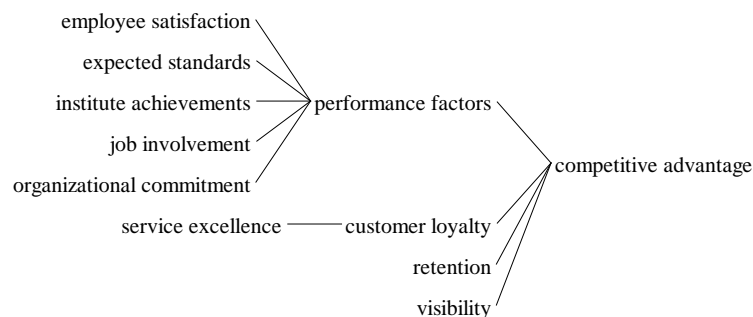 employee satisfaction
expected standards
institute achievements
performance factors
job involvement
competitive advantage
organizational commitment
service excellence
customer loyalty
retention
visibility